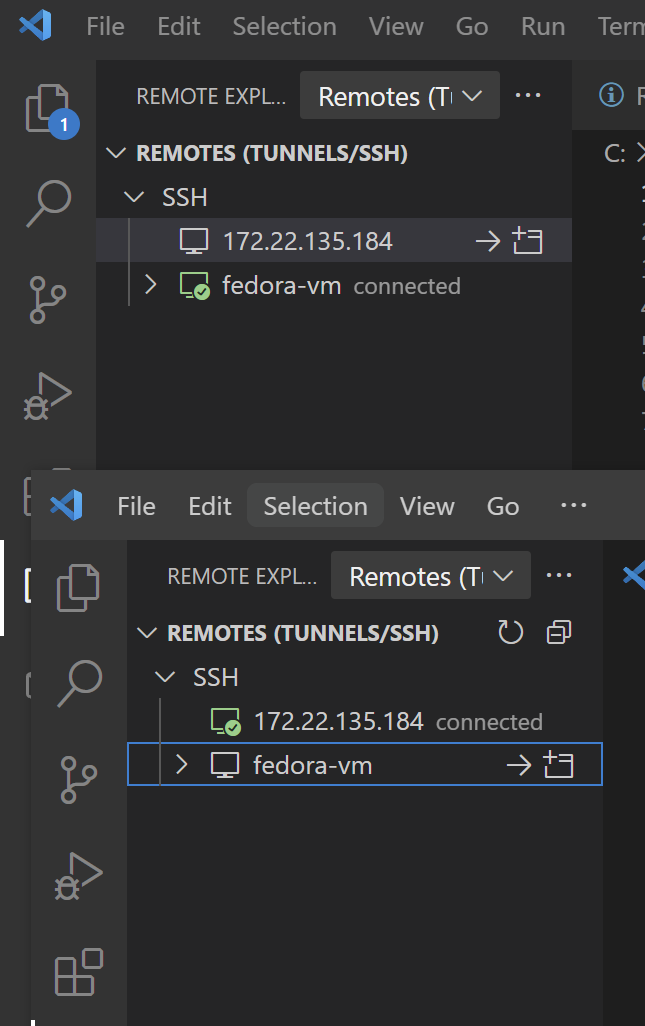 File Edit Selection View Go Run Term
1
REMOTE EXPL... Remotes (Tu ...
REMOTES (TUNNELS/SSH)
C:
SSH
172.22.135.184
fedora-vm connected
File Edit Selection View Go ...
REMOTE EXPL... Remotes (T ...
REMOTES (TUNNELS/SSH)
SSH
172.22.135.184 connected
fedora-vm